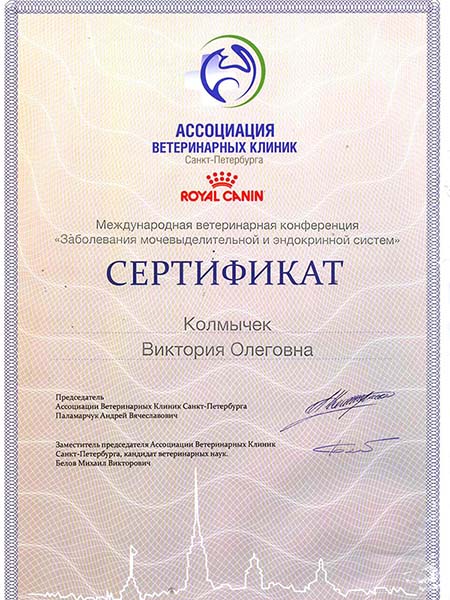 АССОЦИАЦИЯ
ВЕТЕРИНАРНЫХ КЛИНИК
Санкт-Петербурга
ROYAL CANIN
Международная ветеринарная конференция
«Заболевания мочевыделительной и эндокринной систем»
СЕРТИФИКАТ
Колмычек
Виктория Олеговна
Председатель
Ассоциации Ветеринарных Клиник Санкт-Петербурга
Паламарчук Андрей Вячеславович
Заместитель председателя Ассоциации Ветеринарных Клиник
Санкт-Петербурга, кандидат ветеринарных наук.
Белов Михаил Викторович